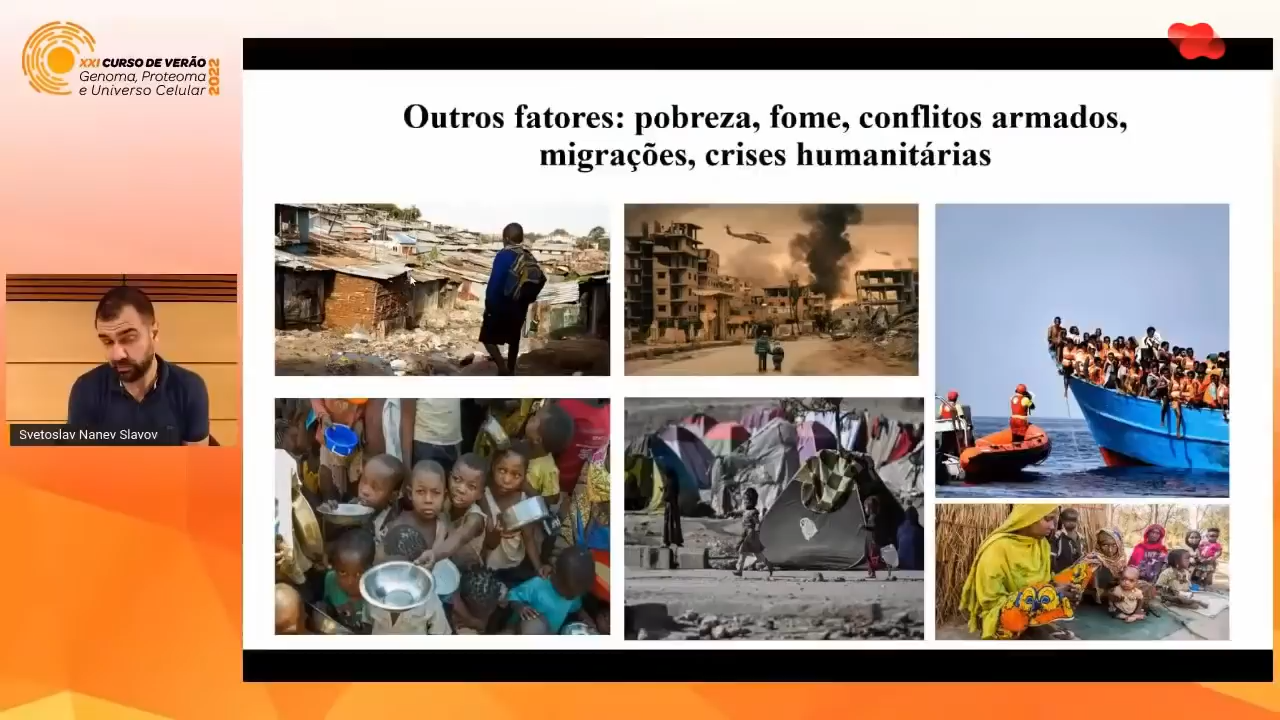 XXI CURSO DE VERÃO
Genoma, Proteoma
e Universo Celular
2022
Outros fatores: pobreza, fome, conflitos armados,
migrações, crises humanitárias
Svetoslav Nanev Slavov